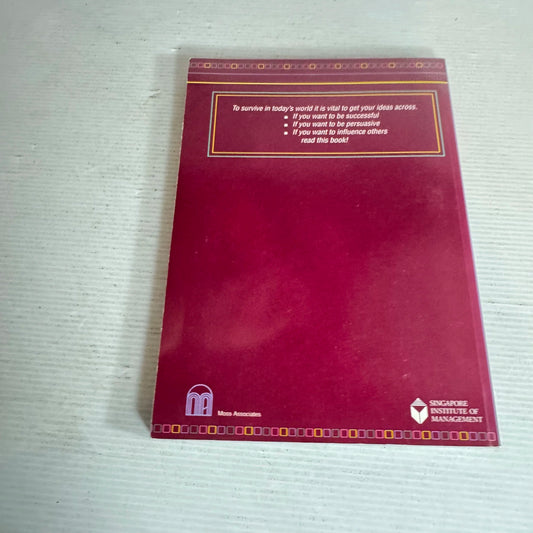 To survive in today's world it is vital to get your ideas across.
If you want to be successful
If you want to be persuasive
If you want to influence others
read this book!
MA
Moss Associates
SINGAPORE
INSTITUTE OF
MANAGEMENT